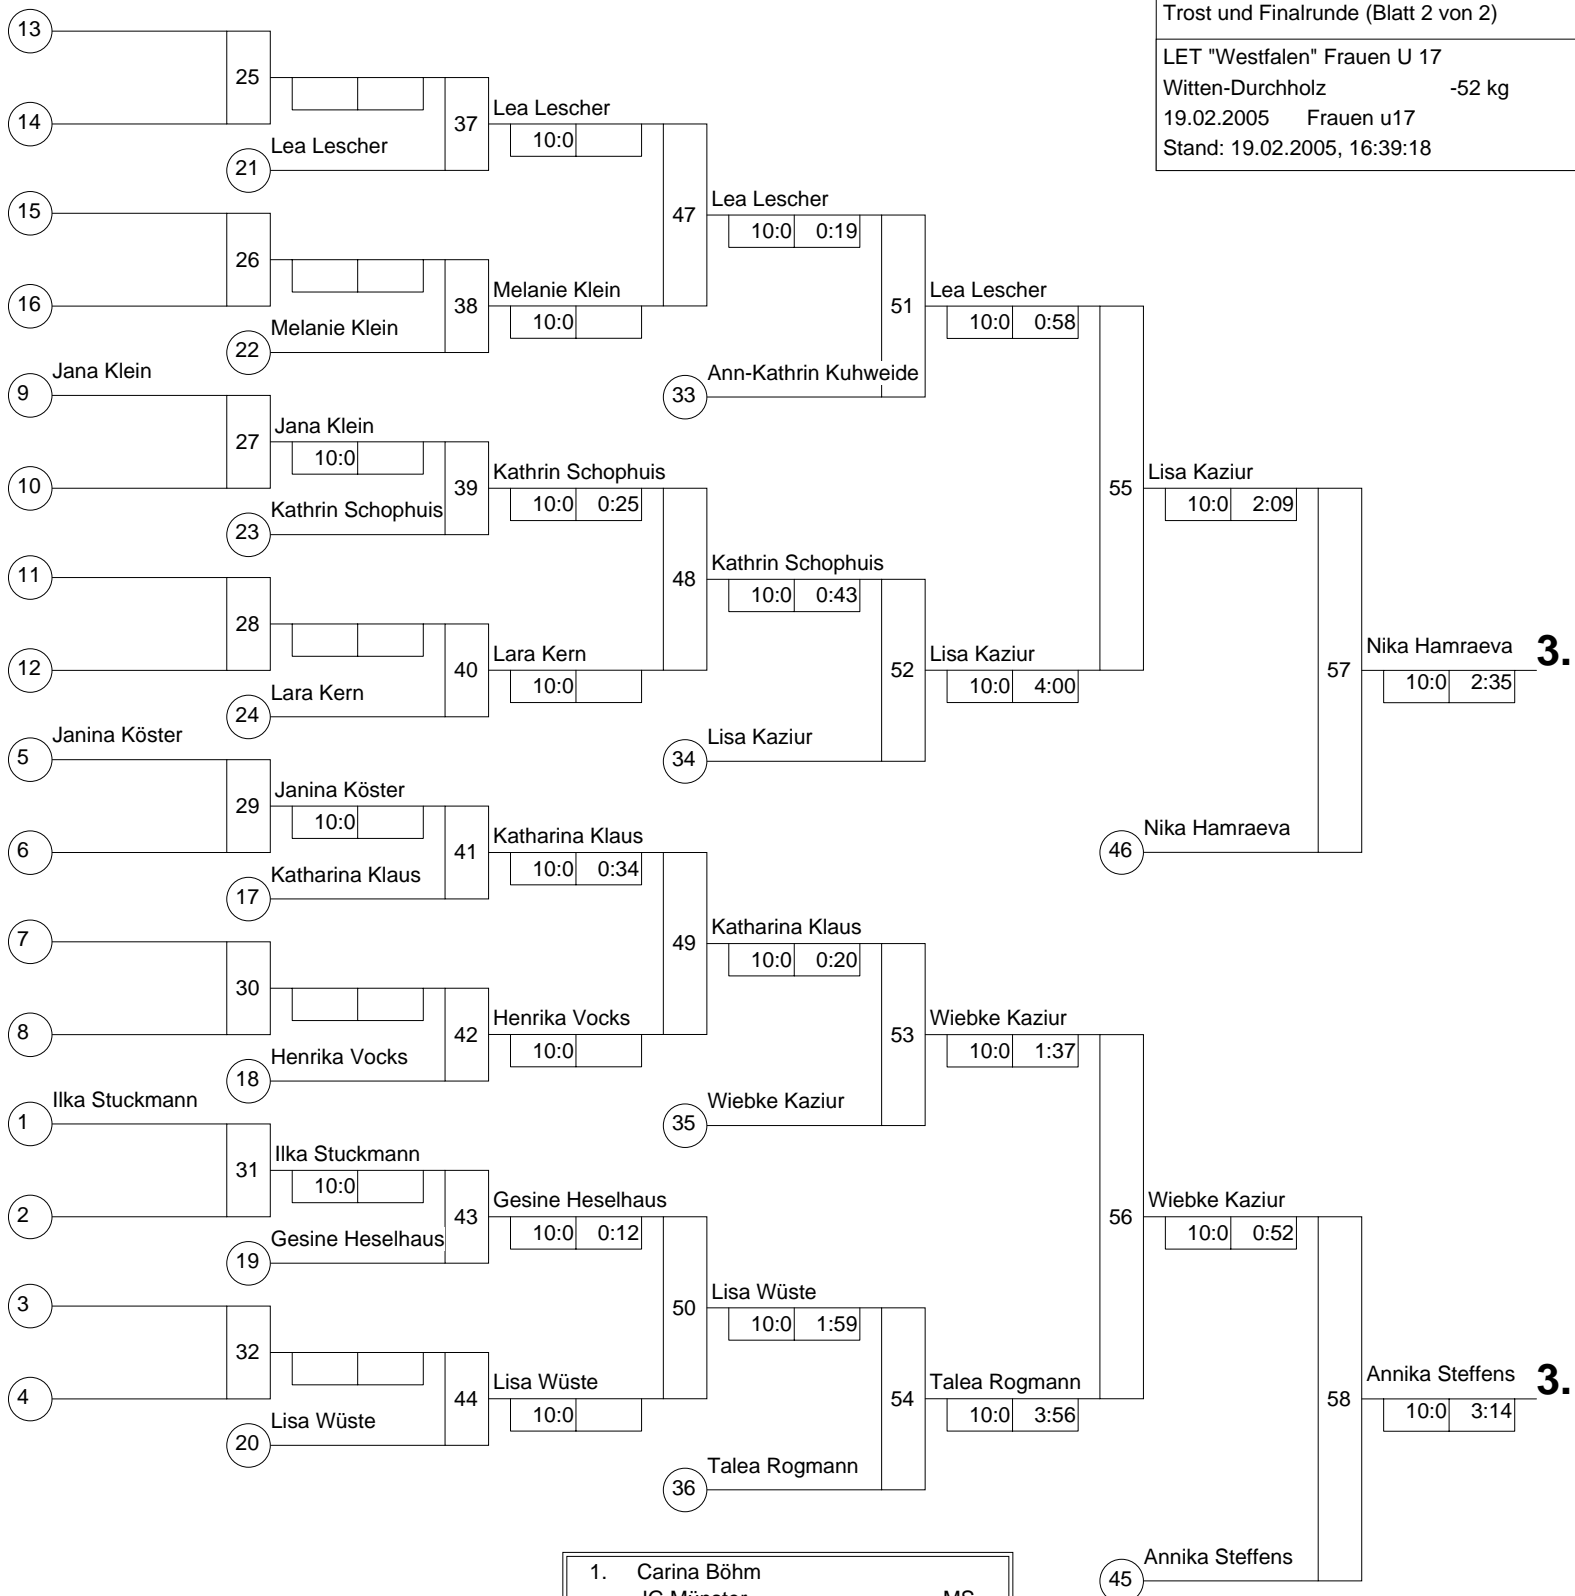 Trost und Finalrunde (Blatt 2 von 2)
LET "Westfalen" Frauen U 17
Witten-Durchholz -52 kg
19.02.2005 Frauen u17
Stand: 19.02.2005, 16:39:18
13
25
14
37
Lea Lescher
10:0
Lea Lescher
21
15
47
Lea Lescher
10:0 0:19
26
16
38
Melanie Klein
10:0
Melanie Klein
22
51
Lea Lescher
10:0 0:58
Ann-Kathrin Kuhweide
33
Jana Klein
9
27
Jana Klein
10:0
10
39
Kathrin Schophuis
10:0 0:25
Kathrin Schophuis
23
55
Lisa Kaziur
10:0 2:09
11
48
Kathrin Schophuis
10:0 0:43
28
12
40
Lara Kern
10:0
Lara Kern
24
52
Lisa Kaziur
10:0 4:00
Lisa Kaziur
34
57
Nika Hamraeva
3.
10:0 2:35
Nika Hamraeva
46
Janina Köster
5
29
Janina Köster
10:0
6
41
Katharina Klaus
10:0 0:34
Katharina Klaus
17
7
49
Katharina Klaus
10:0 0:20
30
8
42
Henrika Vocks
10:0
Henrika Vocks
18
53
Wiebke Kaziur
10:0 1:37
Wiebke Kaziur
35
Ilka Stuckmann
1
31
Ilka Stuckmann
10:0
2
43
Gesine Heselhaus
10:0 0:12
Gesine Heselhaus
19
56
Wiebke Kaziur
10:0 0:52
3
50
Lisa Wüste
10:0 1:59
32
4
44
Lisa Wüste
10:0
Lisa Wüste
20
54
Talea Rogmann
10:0 3:56
Talea Rogmann
36
58
Annika Steffens
3.
10:0 3:14
Annika Steffens
45
1. Carina Böhm
JC Münster MS